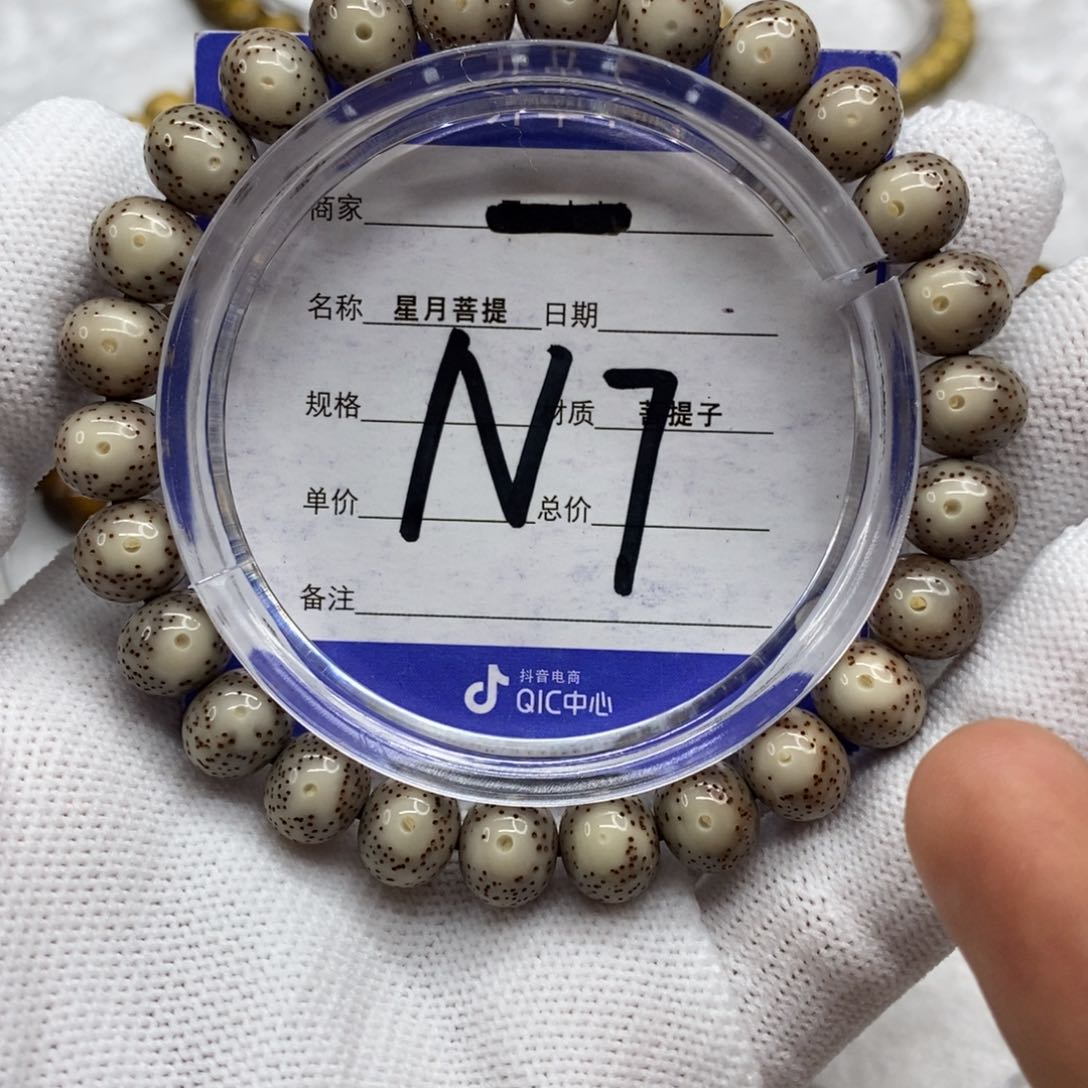 商家
名称 星月菩提 日期
规格 材质 菩提子
N7
单价 总价
备注
抖音电商
QIC中心